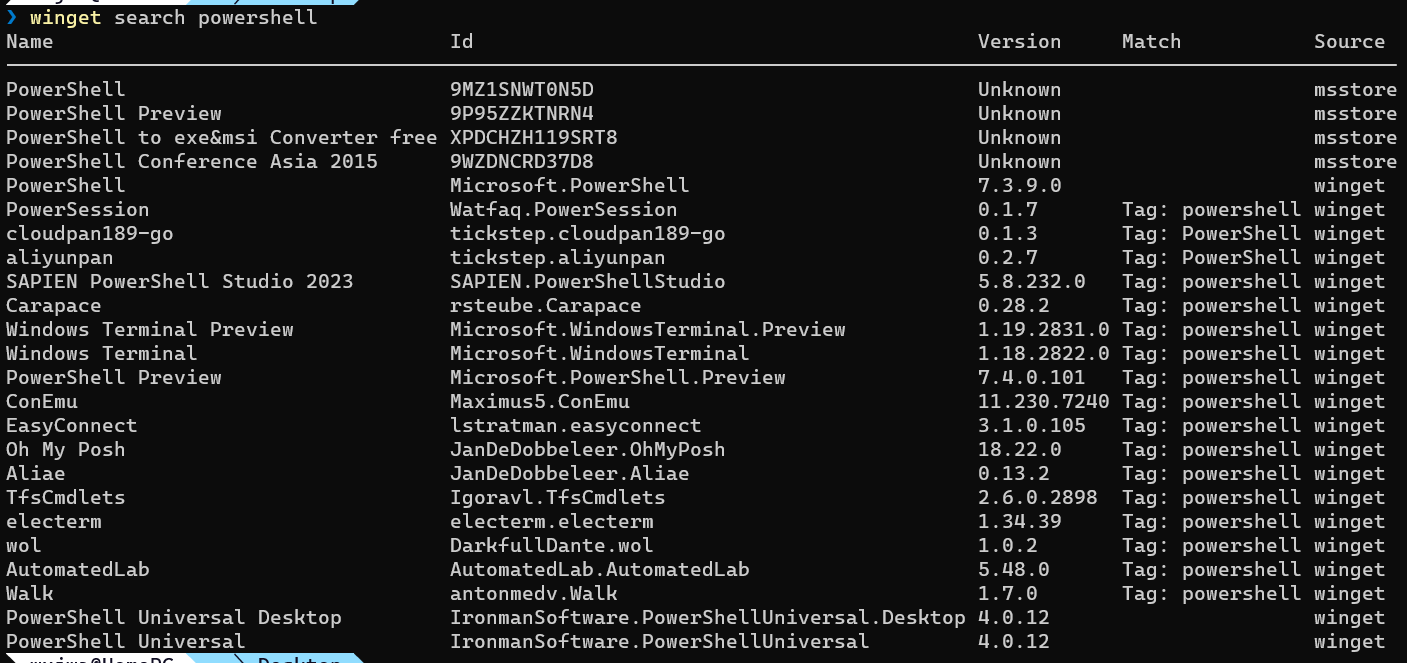 ❯ winget search powershell
Name Id Version Match Source
PowerShell 9MZ1SNWT0N5D Unknown msstore
PowerShell Preview 9P95ZZKTNRN4 Unknown msstore
PowerShell to exe&msi Converter free XPDCHZH119SRT8 Unknown msstore
PowerShell Conference Asia 2015 9WZDNCRD37D8 Unknown msstore
PowerShell Microsoft.PowerShell 7.3.9.0 winget
PowerSession Watfaq.PowerSession 0.1.7 Tag: powershell winget
cloudpan189-go tickstep.cloudpan189-go 0.1.3 Tag: PowerShell winget
aliyunpan tickstep.aliyunpan 0.2.7 Tag: PowerShell winget
SAPIEN PowerShell Studio 2023 SAPIEN.PowerShellStudio 5.8.232.0 Tag: powershell winget
Carapace rsteube.Carapace 0.28.2 Tag: powershell winget
Windows Terminal Preview Microsoft.WindowsTerminal.Preview 1.19.2831.0 Tag: powershell winget
Windows Terminal Microsoft.WindowsTerminal 1.18.2822.0 Tag: powershell winget
PowerShell Preview Microsoft.PowerShell.Preview 7.4.0.101 Tag: powershell winget
ConEmu Maximus5.ConEmu 11.230.7240 Tag: powershell winget
EasyConnect lstratman.easyconnect 3.1.0.105 Tag: powershell winget
Oh My Posh JanDeDobbeleer.OhMyPosh 18.22.0 Tag: powershell winget
Aliae JanDeDobbeleer.Aliae 0.13.2 Tag: powershell winget
TfsCmdlets Igoravl.TfsCmdlets 2.6.0.2898 Tag: powershell winget
electerm electerm.electerm 1.34.39 Tag: powershell winget
wol DarkfullDante.wol 1.0.2 Tag: powershell winget
AutomatedLab AutomatedLab.AutomatedLab 5.48.0 Tag: powershell winget
Walk antonmedv.Walk 1.7.0 Tag: powershell winget
PowerShell Universal Desktop IronmanSoftware.PowerShellUniversal.Desktop 4.0.12 winget
PowerShell Universal IronmanSoftware.PowerShellUniversal 4.0.12 winget
Desktop